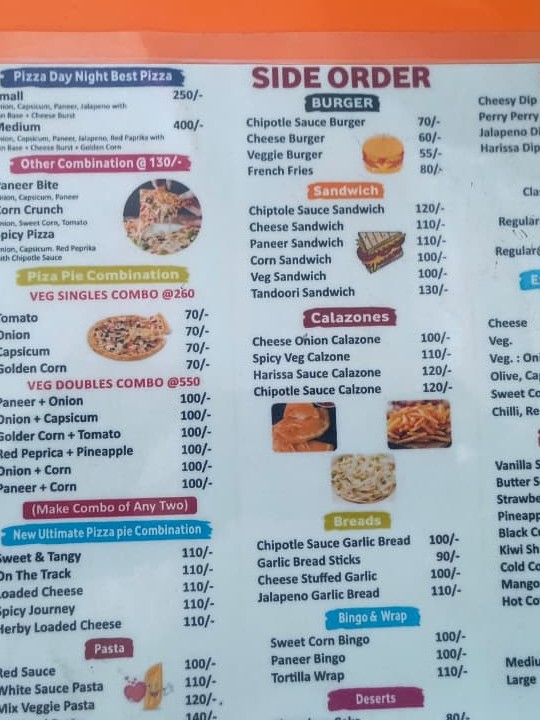 Pizza Day Night Best Pizza
mall 250/-
nion, Capsicum, Paneer, Jalapeno with
n Base + Cheese Burst
Medium 400/-
nion, Capsicum, Paneer, Jalapeno, Red Paprika with
n Base + Cheese Burst + Golden Corn
Other Combination @ 130/-
aneer Bite
nion, Capsicum, Paneer
orn Crunch
nion, Sweet Corn, Tomato
picy Pizza
nion, Capsicum. Red Peprika
ith Chipotle Sauce
Piza Pie Combination
VEG SINGLES COMBO @260
Tomato 70/-
Onion 70/-
Capsicum 70/-
Golden Corn 70/-
VEG DOUBLES COMBO @550
Paneer + Onion 100/-
Onion + Capsicum 100/-
Golder Corn + Tomato 100/-
Red Peprica + Pineapple 100/-
Onion + Corn 100/-
Paneer + Corn 100/-
(Make Combo of Any Two)
New Ultimate Pizza pie Combination
Sweet & Tangy 110/-
On The Track 110/-
Loaded Cheese 110/-
Spicy Journey 110/-
Herby Loaded Cheese 110/-
Pasta
Red Sauce 100/-
White Sauce Pasta 110/-
Mix Veggie Pasta 120/-
140/-
SIDE ORDER
BURGER
Chipotle Sauce Burger 70/-
Cheese Burger 60/-
Veggie Burger 55/-
French Fries 80/-
Sandwich
Chiptole Sauce Sandwich 120/-
Cheese Sandwich 110/-
Paneer Sandwich 110/-
Corn Sandwich 100/-
Veg Sandwich 100/-
Tandoori Sandwich 130/-
Calazones
Cheese Onion Calazone 100/-
Spicy Veg Calzone 110/-
Harissa Sauce Calazone 120/-
Chipotle Sauce Calzone 120/-
Breads
Chipotle Sauce Garlic Bread 100/-
Garlic Bread Sticks 90/-
Cheese Stuffed Garlic 100/-
Jalapeno Garlic Bread 110/-
Bingo & Wrap
Sweet Corn Bingo 100/-
Paneer Bingo 100/-
Tortilla Wrap 110/-
Deserts
80/-
Cheesy Dip
Perry Perry
Jalapeno Di
Harissa Dip
Cla
Regular
Regular
E
Cheese
Veg.
Veg. : Oni
Olive, Cap
Sweet Co
Chilli, Re
Vanilla S
Butter S
Strawbe
Pineapp
Black Cu
Kiwi Sh
Cold Co
Mango
Hot Co
Mediu
Large